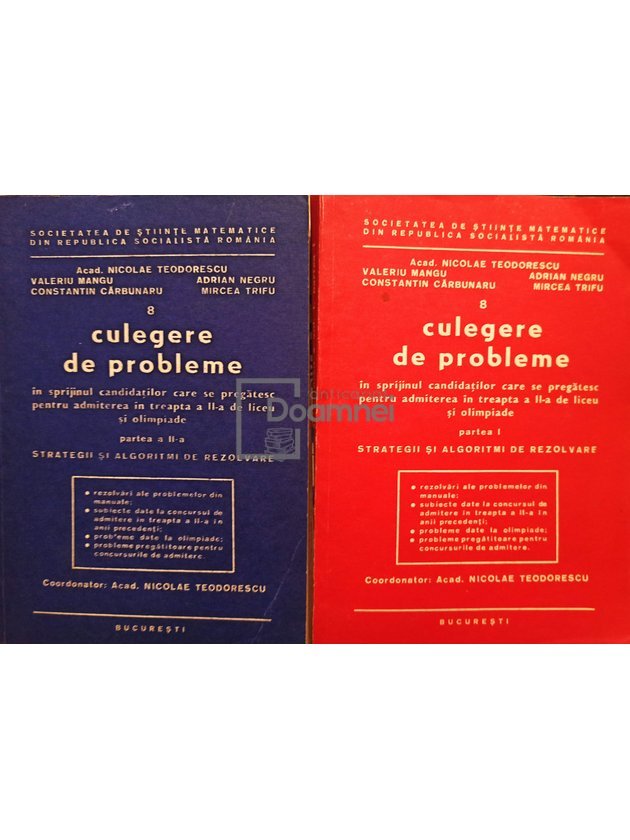 SOCIETATEA DE ȘTIINȚE MATEMATICE
DIN REPUBLICA SOCIALISTĂ ROMÂNIA
Acad. NICOLAE TEODORESCU
VALERIU MANGU ADRIAN NEGRU
CONSTANTIN CĂRBUNARU MIRCEA TRIFU
8
culegere
de probleme
în sprijinul candidaților care se pregătesc
pentru admiterea în treapta a II-a de liceu
și olimpiade
partea a II-a
STRATEGII ȘI ALGORITMI DE REZOLVARE
• rezolvări ale problemelor din
manuale;
• subiecte date la concursul de
admitere în treapta a II-a în
anii precedenți;
• probleme date la olimpiade;
• probleme pregătitoare pentru
concursurile de admitere.
Coordonator: Acad. NICOLAE TEODORESCU
BUCUREȘTI
SOCIETATEA DE ȘTIINȚE MATEMATICE
DIN REPUBLICA SOCIALISTĂ ROMÂNIA
Acad. NICOLAE TEODORESCU
VALERIU MANGU ADRIAN NEGRU
CONSTANTIN CĂRBUNARU MIRCEA TRIFU
8
culegere
de probleme
în sprijinul candidaților care se pregătesc
pentru admiterea în treapta a II-a de liceu
și olimpiade
partea I
STRATEGII ȘI ALGORITMI DE REZOLVARE
• rezolvări ale problemelor din
manuale;
• subiecte date la concursul de
admitere în treapta a II-a în
anii precedenți;
• probleme date la olimpiade;
• probleme pregătitoare pentru
concursurile de admitere.
Coordonator: Acad. NICOLAE TEODORESCU
BUCUREȘTI
Doamnei